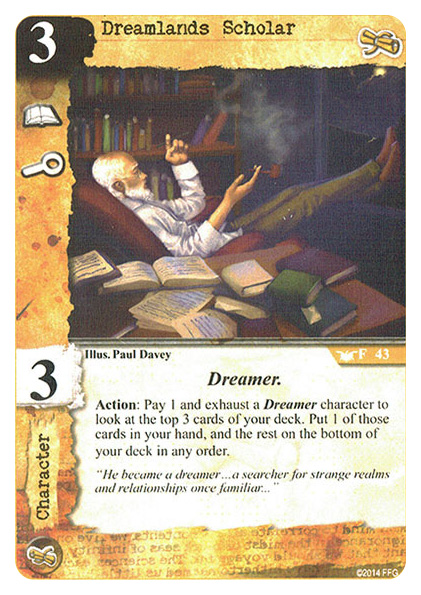 3
Dreamlands Scholar
Illus. Paul Davey
F 43
3
Dreamer.
Action: Pay 1 and exhaust a Dreamer character to
look at the top 3 cards of your deck. Put 1 of those
cards in your hand, and the rest on the bottom of
your deck in any order.
“He became a dreamer…a searcher for strange realms
and relationships once familiar...”
Character
©2014 FFG